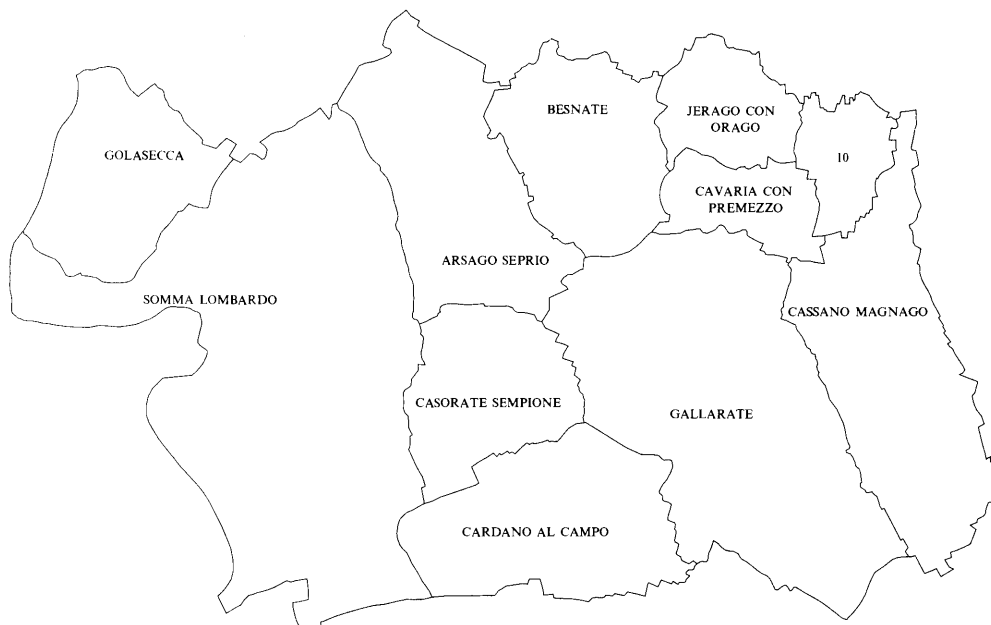 BESNATE
JERAGO CON
ORAGO
GOLASECCA
10
CAVARIA CON
PREMEZZO
ARSAGO SEPRIO
SOMMA LOMBARDO
CASSANO MAGNAGO
CASORATE SEMPIONE
GALLARATE
CARDANO AL CAMPO